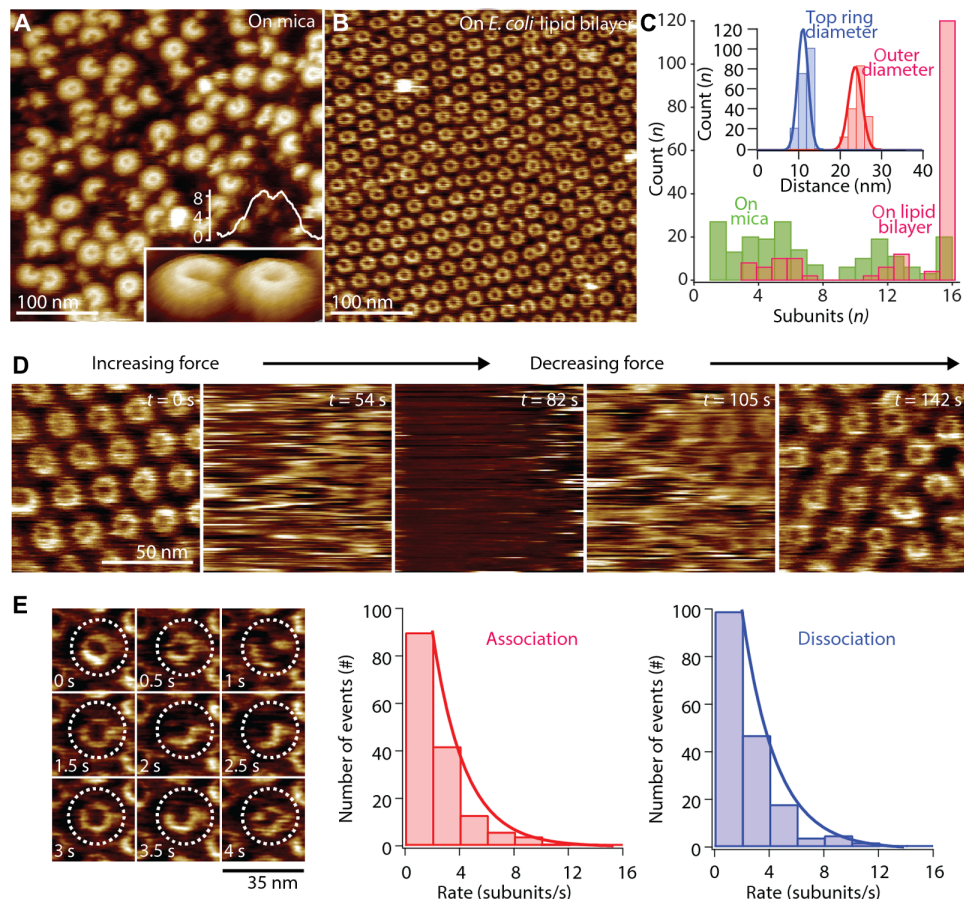 A
On mica
8
4
0
100 nm
B
On E. coli lipid bilayer
100 nm
C
Count (n)
120
100
80
60
40
20
0
Top ring
diameter
Outer
diameter
Count (n)
120
100
80
60
40
20
0
0 10 20 30 40
Distance (nm)
On
mica
On lipid
bilayer
4 8 12 16
Subunits (n)
D
Increasing force
Decreasing force
t = 0 s
t = 54 s
t = 82 s
t = 105 s
t = 142 s
50 nm
E
0 s
0.5 s
1 s
1.5 s
2 s
2.5 s
3 s
3.5 s
4 s
35 nm
Number of events (#)
100
80
60
40
20
0
Association
0 4 8 12 16
Rate (subunits/s)
Number of events (#)
100
80
60
40
20
0
Dissociation
0 4 8 12 16
Rate (subunits/s)